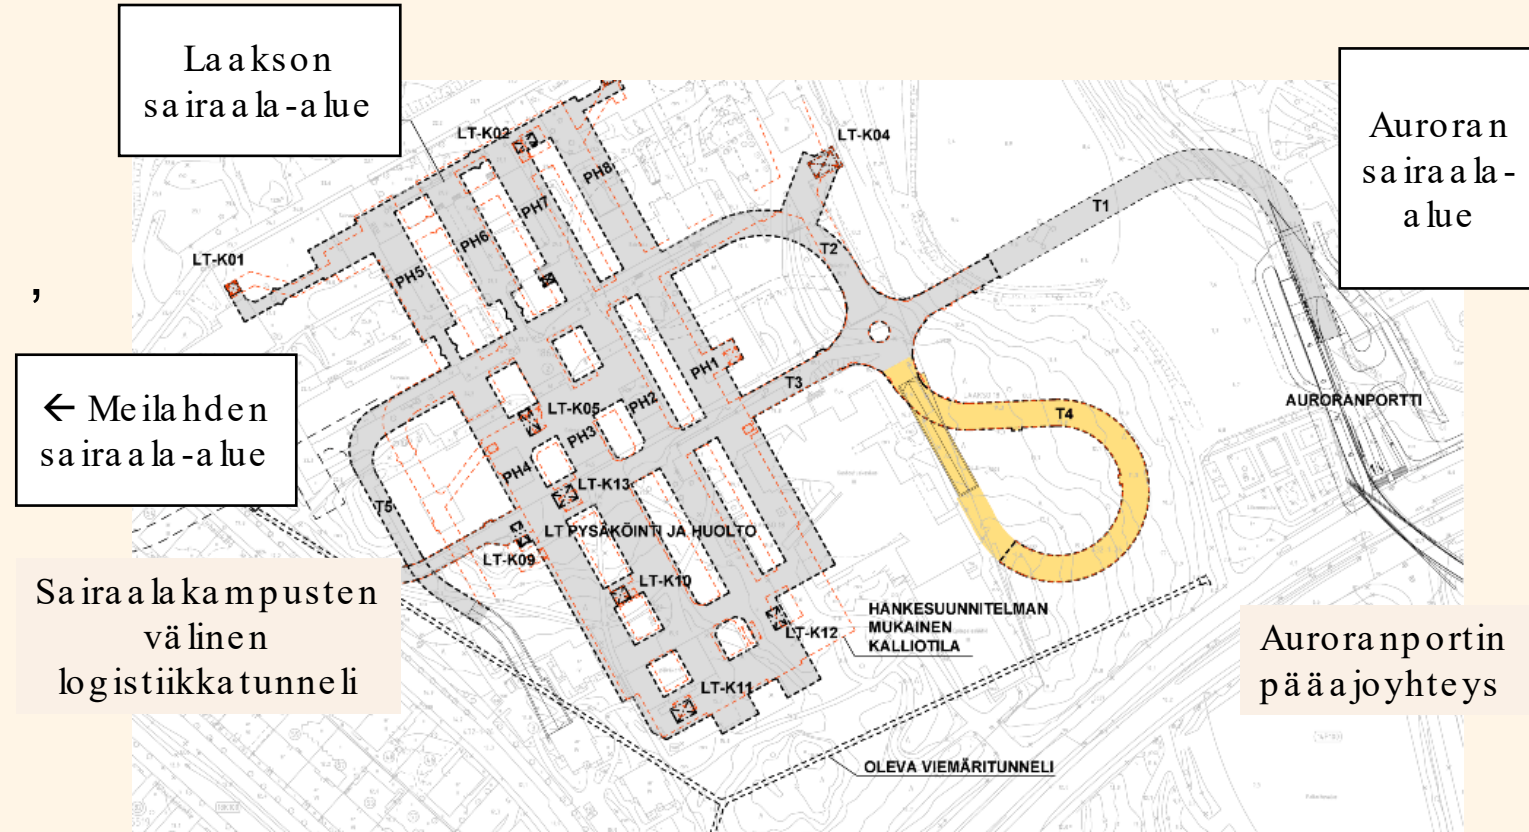 Laakson
sairaala-alue
Auroran
sairaala-
alue
LT-K02
LT-K04
PH8
PH7
T1
PH6
T2
LT-K01
PH5
,
PH1
T3
← Meilahden
sairaala-alue
LT-K05
PH2
AURORANPORTTI
T4
PH3
PH4
LT-K13
T5
LT PYSÄKÖINTI JA HUOLTO
LT-K09
LT-K10
Sairaalakampusten
välinen
logistiikkatunneli
HANKESUUNNITELMAN
MUKAINEN
KALLIOTILA
LT-K12
Auroranportin
pääajoyhteys
LT-K11
OLEVA VIEMÄRITUNNELI